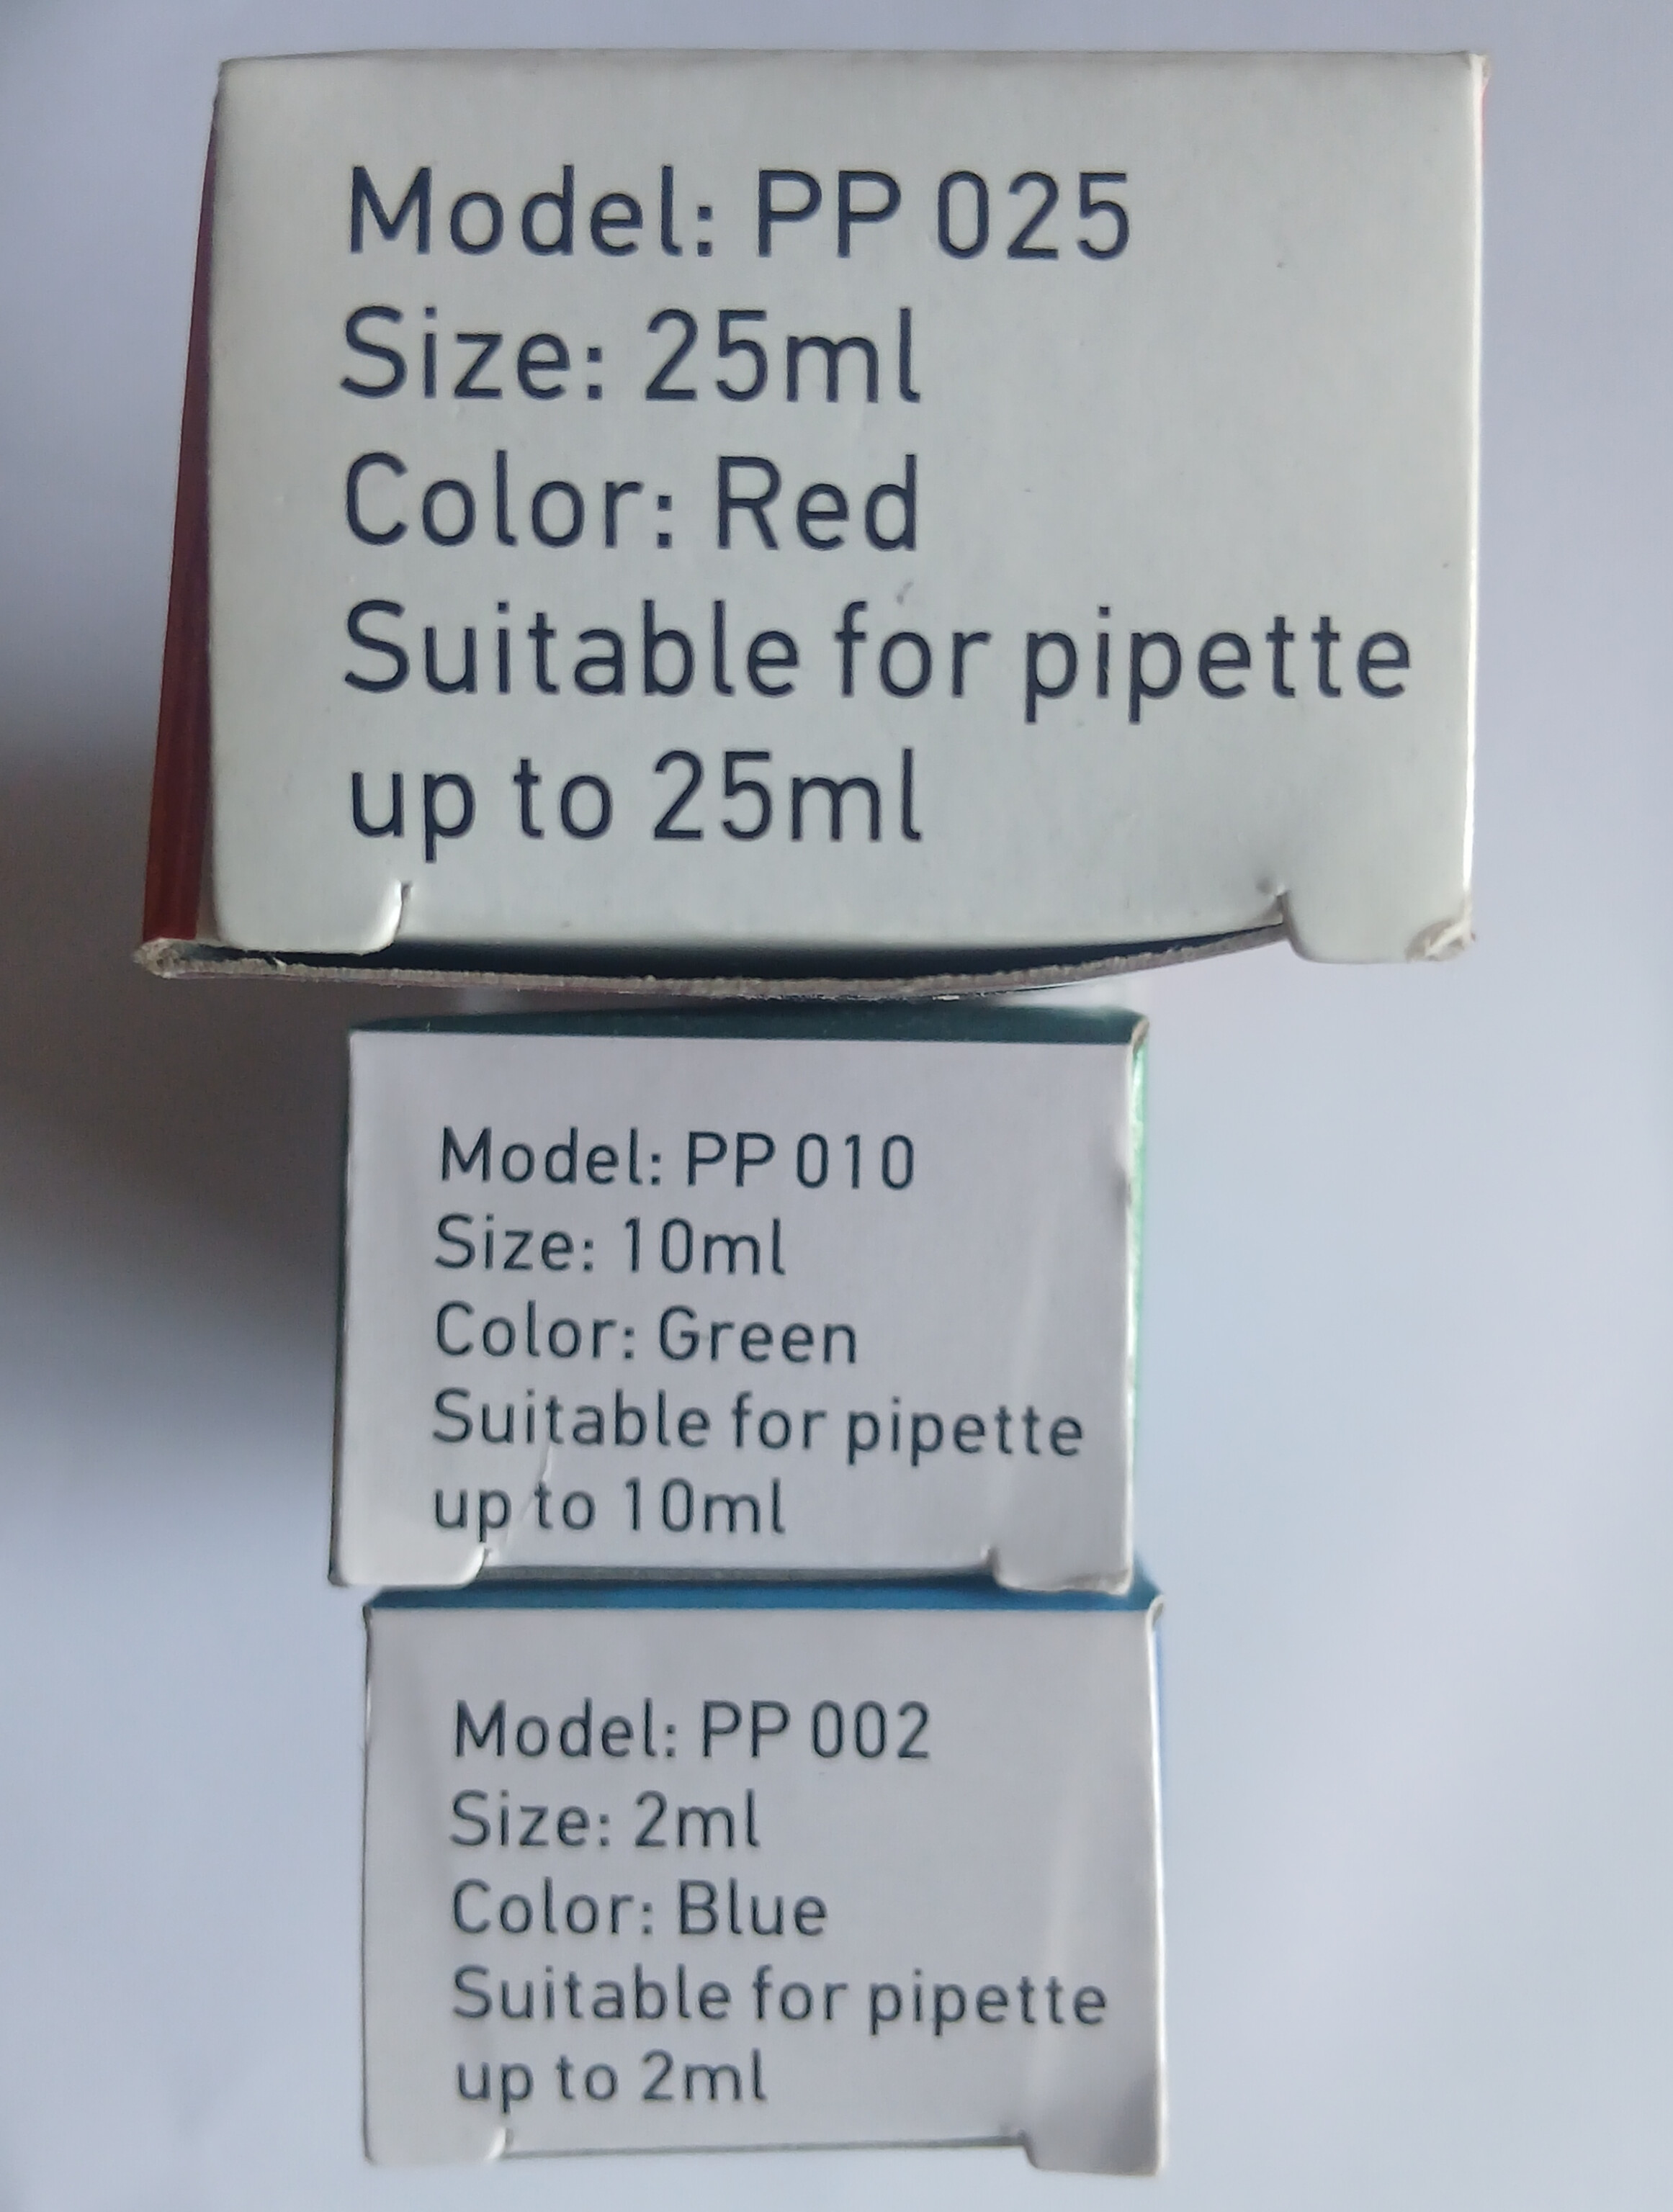 Model: PP 025
Size: 25ml
Color: Red
Suitable for pipette
up to 25ml
Model: PP 010
Size: 10ml
Color: Green
Suitable for pipette
up to 10ml
Model: PP 002
Size: 2ml
Color: Blue
Suitable for pipette
up to 2ml